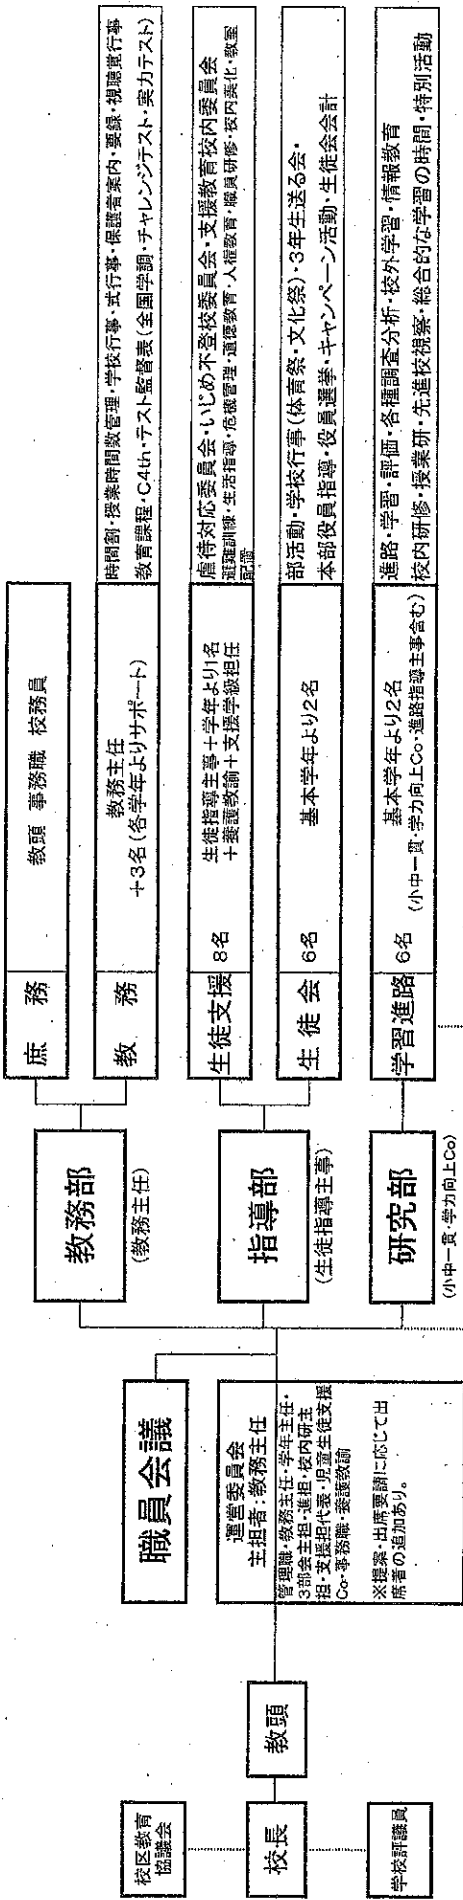 校区教育
協議会
校長
学校評議員
教頭
職員会議
運営委員会
主担者:教務主任
管理職・教務主任・学年主任・
3部会主担・進担・校内研主
担・支援担代表・児童生徒支援
Co・事務職・養護教諭
※提案・出席要請に応じて出
席者の追加あり。
教務部
(教務主任)
庶務
教頭 事務職 校務員
教務
教務主任
+3名(各学年よりサポート)
時間割・授業時間数管理・学校行事・式行事・保護者案内・要録・視聴覚行事
教育課程・C4th・テスト監督表(全国学調・チャレンジテスト・実力テスト)
指導部
(生徒指導主事)
生徒支援
8名
生徒指導主事+学年より1名
+養護教諭+支援学級担任
虐待対応委員会・いじめ不登校委員会・支援教育校内委員会
避難訓練・生活指導・危機管理・道徳教育・人権教育・職員研修・校内美化・教室
配置
生徒会
6名
基本学年より2名
部活動・学校行事(体育祭・文化祭)・3年生送る会・
本部役員指導・役員選挙・キャンペーン活動・生徒会会計
研究部
(小中一貫・学力向上Co)
学習進路
6名
基本学年より2名
(小中一貫・学力向上Co・進路指導主事含む)
進路・学習・評価・各種調査分析・校外学習・情報教育
校内研修・授業研・先進校視察・総合的な学習の時間・特別活動